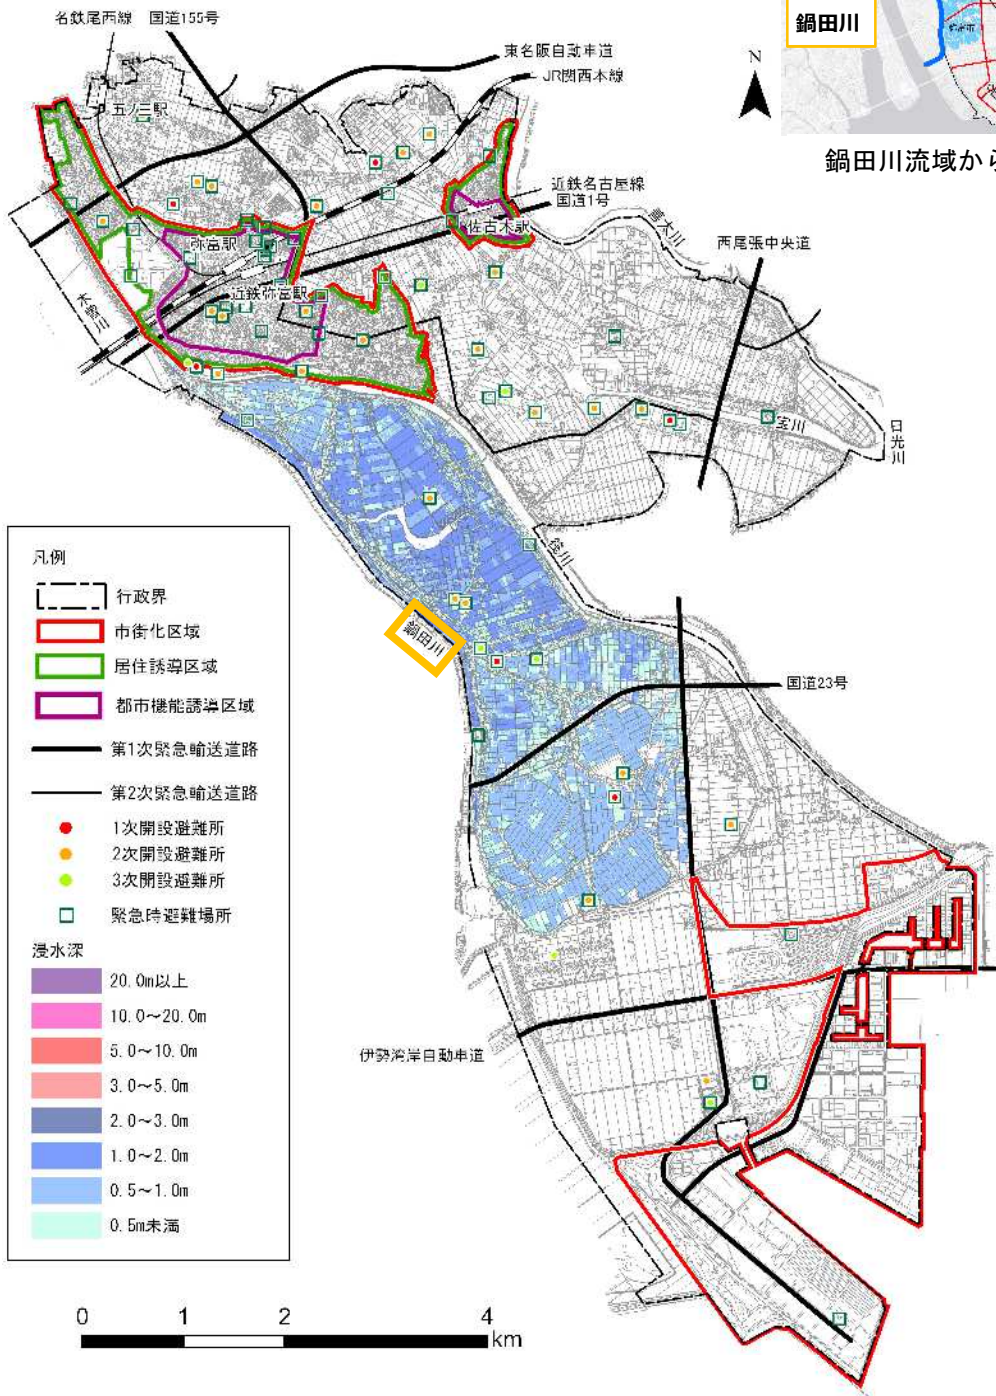 名鉄尾西線
国道155号
東名阪自動車道
JR関西本線
五ノ三駅
近鉄名古屋線
国道1号
佐古木駅
善太川
西尾張中央道
弥富駅
近鉄弥富駅
木曽川
宝川
日光川
筏川
鍋田川
国道23号
伊勢湾岸自動車道
N
鍋田川
鍋田川流域から
凡例
行政界
市街化区域
居住誘導区域
都市機能誘導区域
第1次緊急輸送道路
第2次緊急輸送道路
1次開設避難所
2次開設避難所
3次開設避難所
緊急時避難場所
浸水深
20.0m以上
10.0～20.0m
5.0～10.0m
3.0～5.0m
2.0～3.0m
1.0～2.0m
0.5～1.0m
0.5m未満
0 1 2 4
km